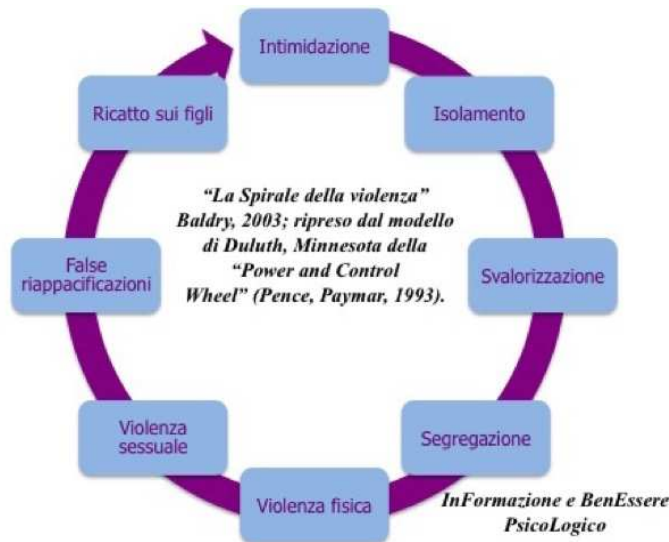 Intimidazione
Isolamento
Svalorizzazione
Segregazione
Violenza fisica
Violenza
sessuale
False
riappacificazioni
Ricatto sui figli
“La Spirale della violenza”
Baldry, 2003; ripreso dal modello
di Duluth, Minnesota della
“Power and Control
Wheel” (Pence, Paymar, 1993).
InFormazione e BenEssere
PsicoLogico